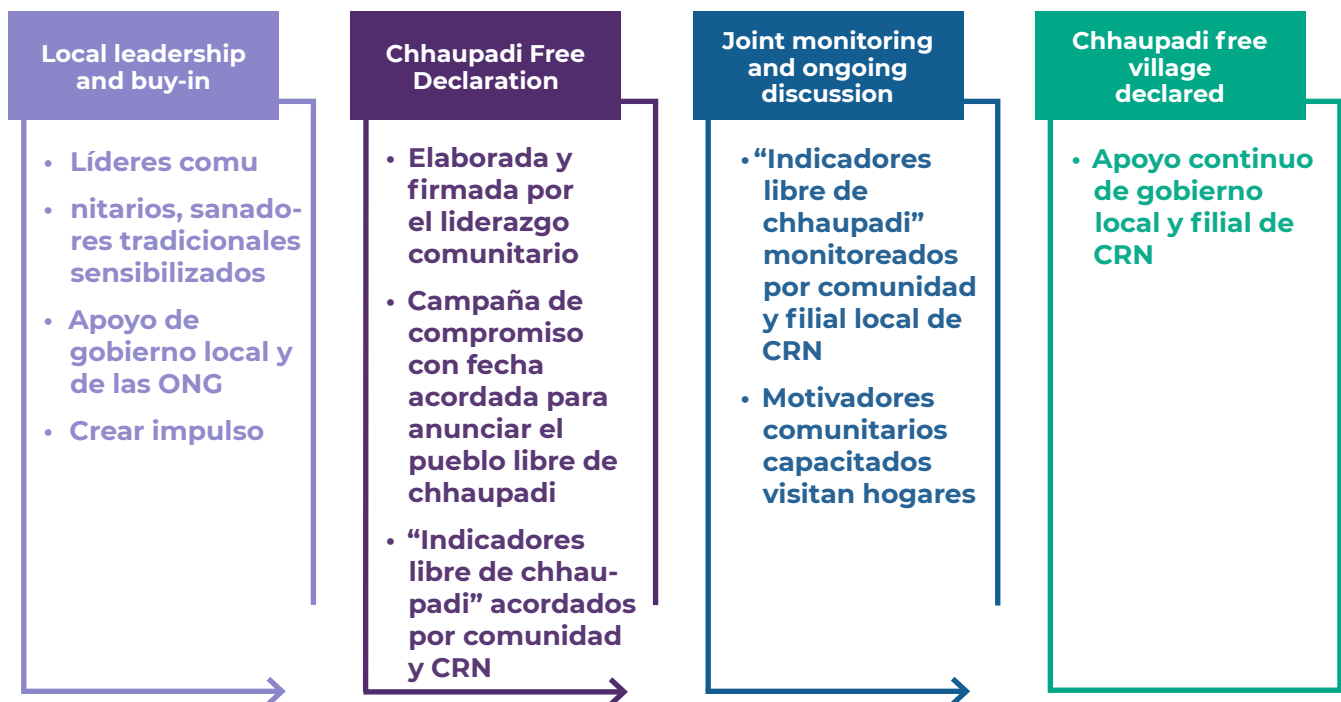 Local leadership
and buy-in
• Líderes comu
• nitarios, sanado-
res tradicionales
sensibilizados
• Apoyo de
gobierno local y
de las ONG
• Crear impulso
Chhaupadi Free
Declaration
• Elaborada y
firmada por
el liderazgo
comunitario
• Campaña de
compromiso
con fecha
acordada para
anunciar el
pueblo libre de
chhaupadi
• “Indicadores
libre de chhau-
padi” acordados
por comunidad
y CRN
Joint monitoring
and ongoing
discussion
• “Indicadores
libre de
chhaupadi”
monitoreados
por comunidad
y filial local de
CRN
• Motivadores
comunitarios
capacitados
visitan hogares
Chhaupadi free
village
declared
• Apoyo continuo
de gobierno
local y filial de
CRN